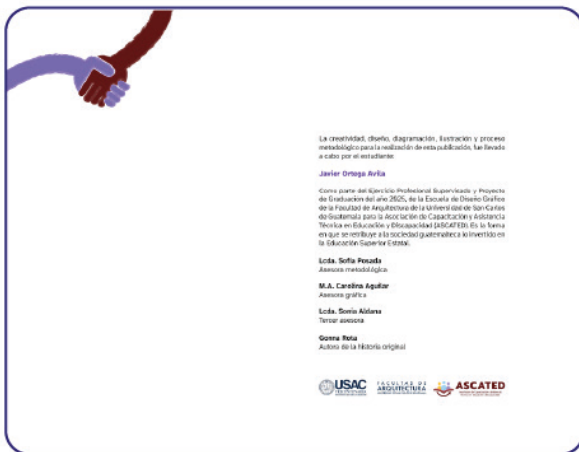 La creatividad, diseño, diagramación, ilustración y proceso
metodológico para la realización de esta publicación, fue llevado
a cabo por el estudiante
Javier Ortega Avila
Como parte del Ejercicio Profesional Supervisado y Proyecto
de Graduación del año 2025, de la Escuela de Diseño Gráfico
de la Facultad de Arquitectura de la Universidad de San Carlos
de Guatemala para la Asociación de Capacitación y Asistencia
Técnica en Educación y Discapacidad (ASCATED). Es la forma
en que se retribuye a la sociedad guatemalteca lo invertido en
la Educación Superior Estatal.
Lcda. Sofía Posada
Asesora metodológica
M.A. Carolina Aguilar
Asesora gráfica
Lcda. Sonia Aldana
Tercer asesora
Gonna Rota
Autora de la historia original
USAC
FACULTAD DE
ARQUITECTURA
ASCATED